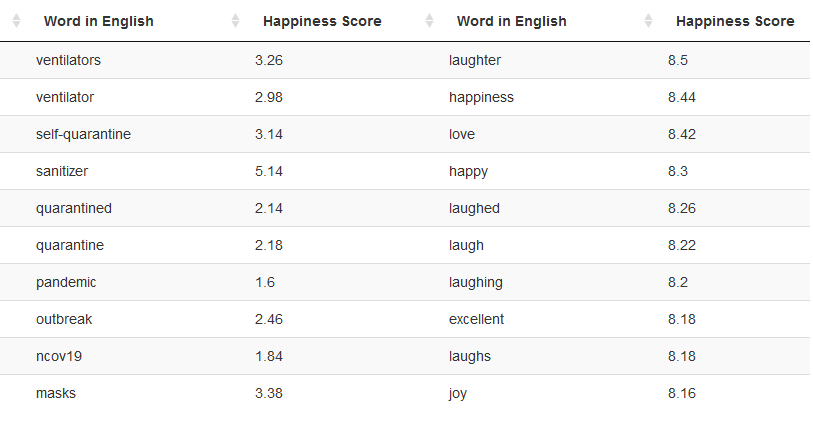 Word in English Happiness Score Word in English Happiness Score
ventilators 3.26 laughter 8.5
ventilator 2.98 happiness 8.44
self-quarantine 3.14 love 8.42
sanitizer 5.14 happy 8.3
quarantined 2.14 laughed 8.26
quarantine 2.18 laugh 8.22
pandemic 1.6 laughing 8.2
outbreak 2.46 excellent 8.18
ncov19 1.84 laughs 8.18
masks 3.38 joy 8.16